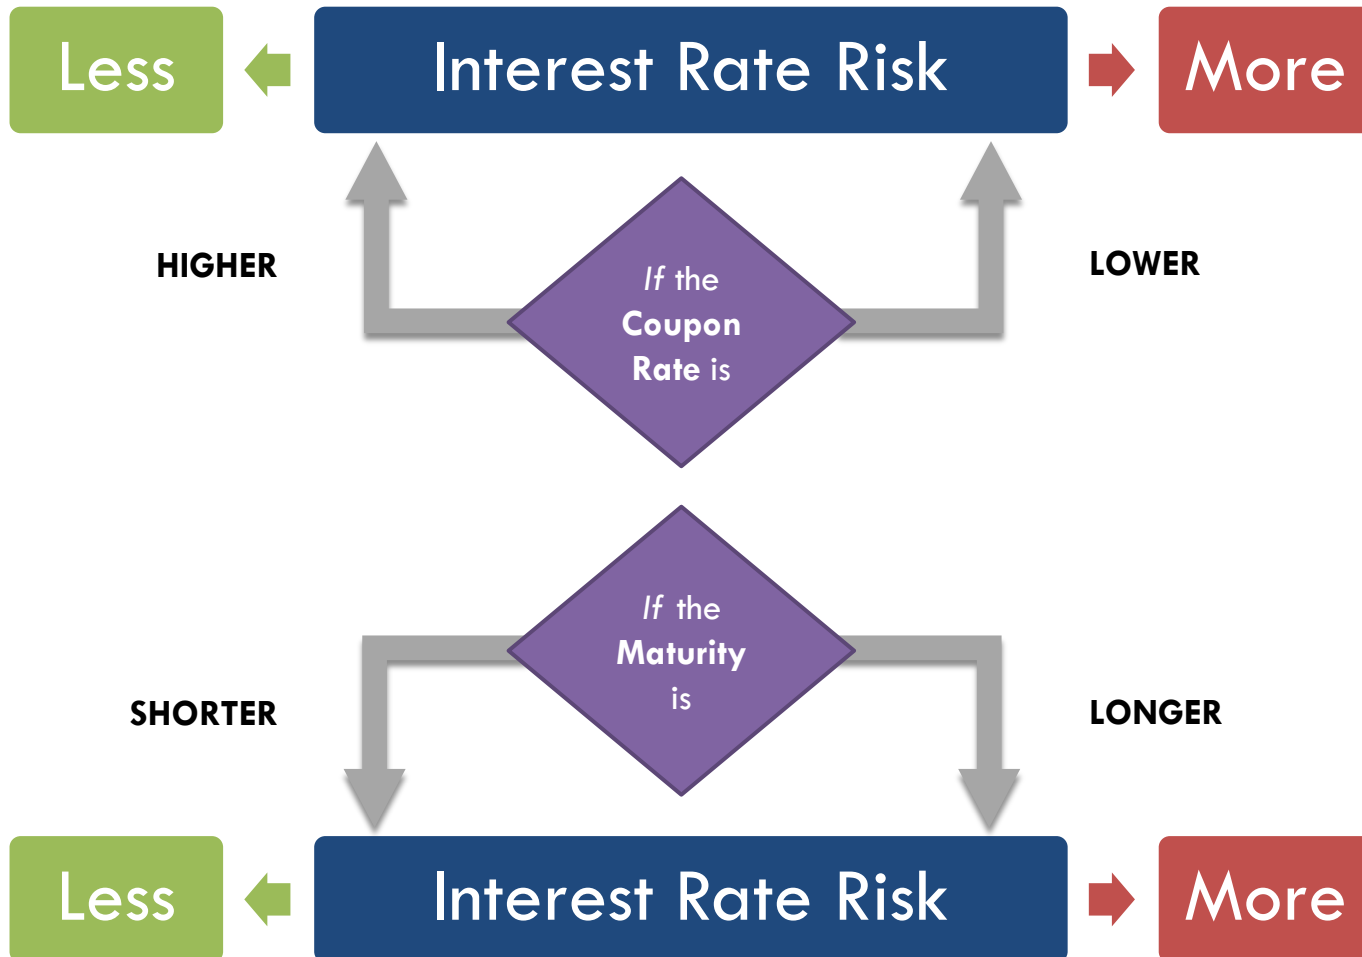 Less
Interest Rate Risk
More
HIGHER
If the
Coupon
Rate is
LOWER
If the
Maturity
is
SHORTER
LONGER
Less
Interest Rate Risk
More